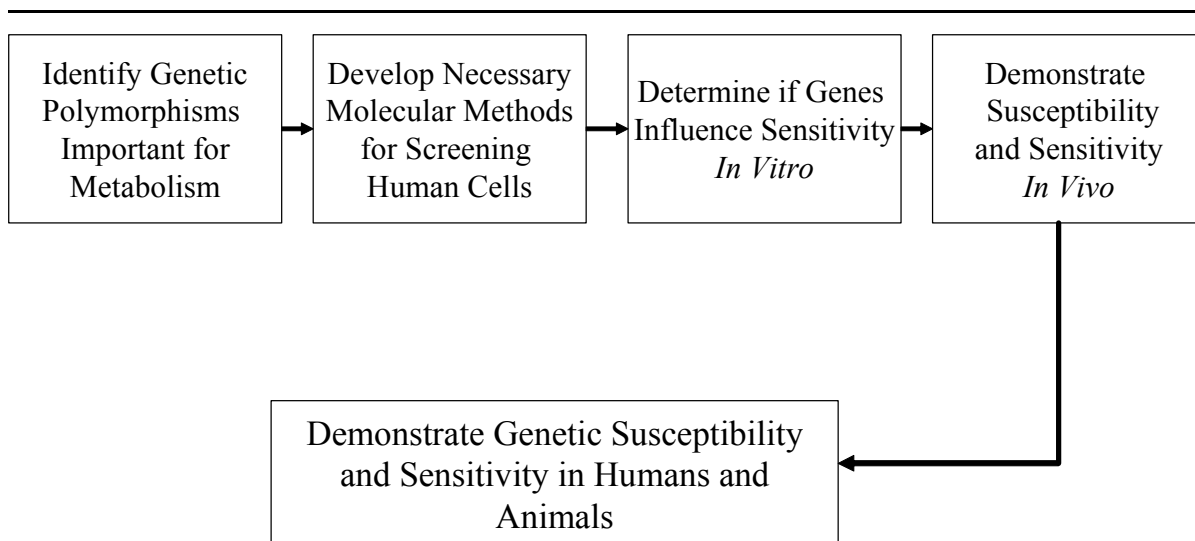 Identify Genetic
Polymorphisms
Important for
Metabolism
Develop Necessary
Molecular Methods
for Screening
Human Cells
Determine if Genes
Influence Sensitivity
In Vitro
Demonstrate
Susceptibility
and Sensitivity
In Vivo
Demonstrate Genetic Susceptibility
and Sensitivity in Humans and
Animals